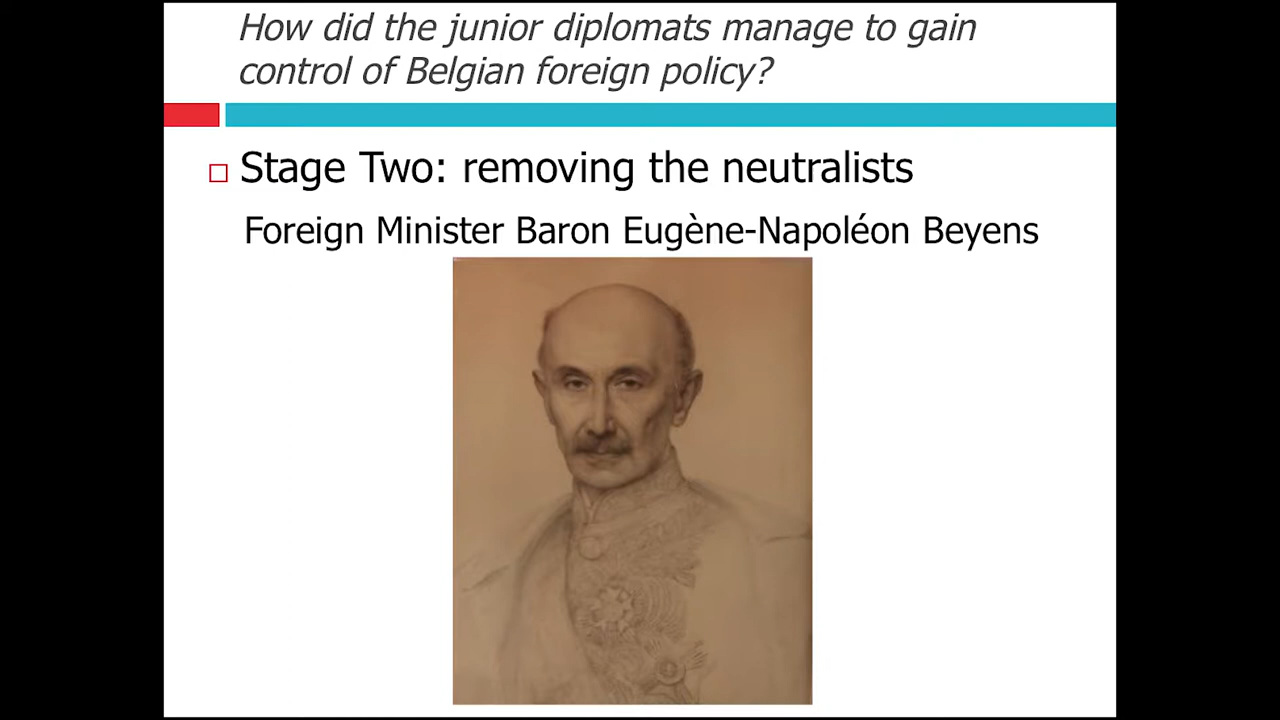 How did the junior diplomats manage to gain
control of Belgian foreign policy?
Stage Two: removing the neutralists
Foreign Minister Baron Eugène-Napoléon Beyens